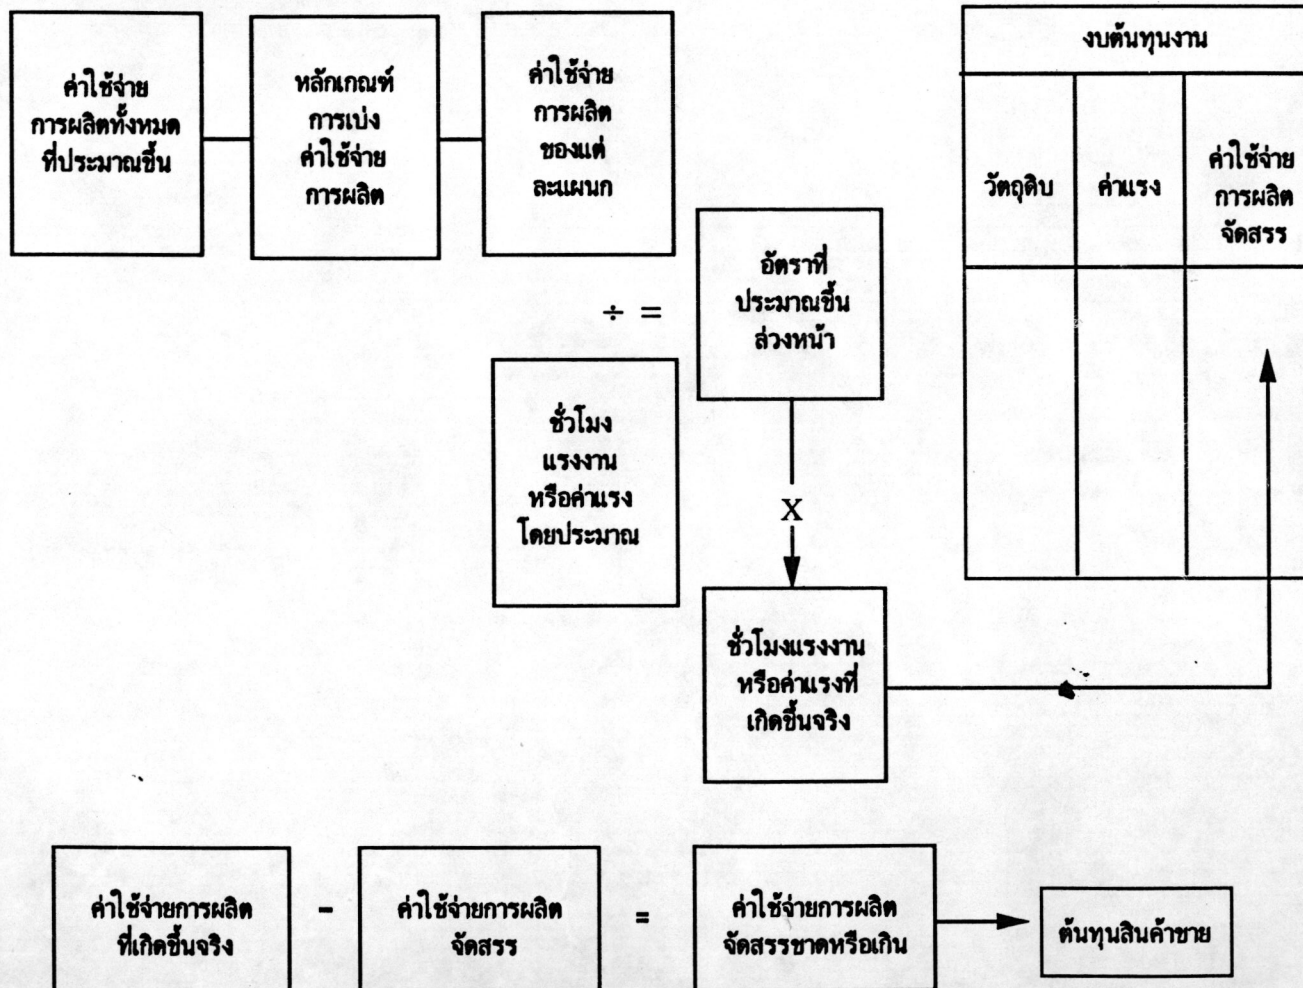 ค่าใช้จ่าย
การผลิตทั้งหมด
ที่ประมาณขึ้น
หลักเกณฑ์
การเบ่ง
ค่าใช้จ่าย
การผลิต
ค่าใช้จ่าย
การผลิต
ของแต่
ละแผนก
÷ =
อัตราที่
ประมาณขึ้น
ล่วงหน้า
ชั่วโมง
แรงงาน
หรือค่าแรง
โดยประมาณ
X
ชั่วโมงแรงงาน
หรือค่าแรงที่
เกิดขึ้นจริง
งบต้นทุนงาน
วัตถุดิบ
ค่าแรง
ค่าใช้จ่าย
การผลิต
จัดสรร
ค่าใช้จ่ายการผลิต
ที่เกิดขึ้นจริง
-
ค่าใช้จ่ายการผลิต
จัดสรร
=
ค่าใช้จ่ายการผลิต
จัดสรรขาดหรือเกิน
ต้นทุนสินค้าขาย